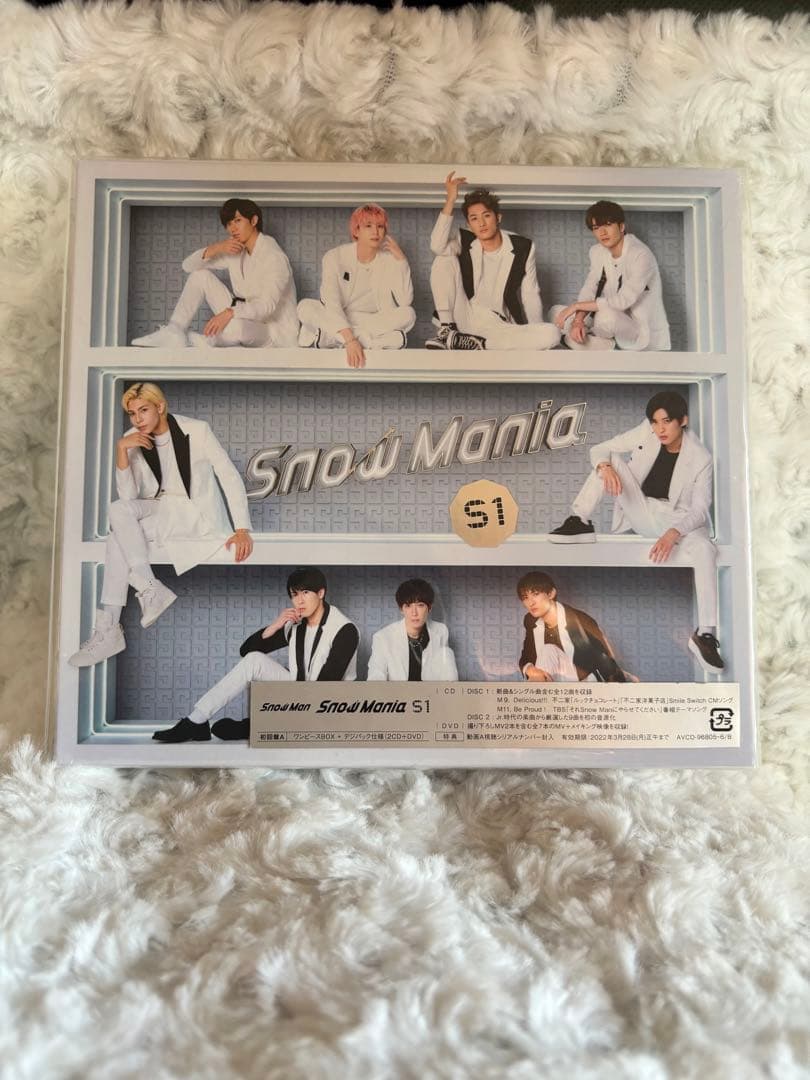 Snow Mania
S1
Snow Man Snow Mania S1
初回盤A ワンピースBOX + デジパック仕様(2CD+DVD)
CD DISC 1 : 新曲&シングル曲含む全12曲を収録
M9. Delicious!! 不二家「ルックチョコレート」「不二家洋菓子店」Smile Switch CMソング
M11. Be Proud! TBS「それSnow Manにやらせてください」番組テーマソング
DISC 2 : Jr.時代の楽曲から厳選した9曲を初の音源化
DVD 撮り下ろしMV2本を含む全7本のMV+メイキング映像を収録!
特典 動画A視聴シリアルナンバー封入 有効期限:2022年3月28日(月)正午まで AVCD-96805-6/B
プラ